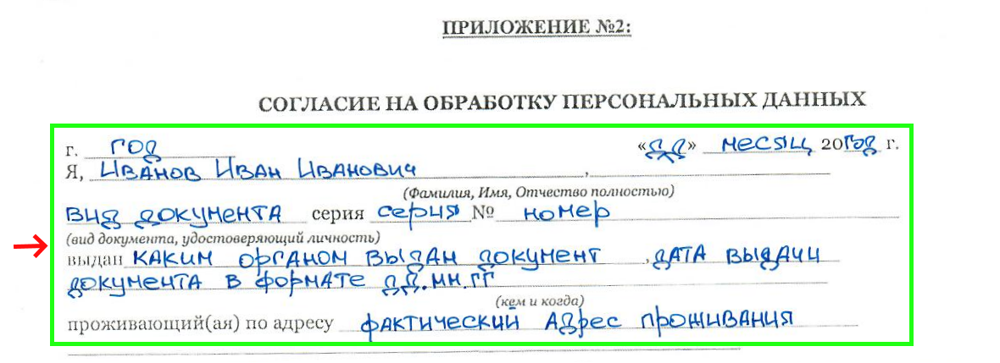 ПРИЛОЖЕНИЕ №2:
СОГЛАСИЕ НА ОБРАБОТКУ ПЕРСОНАЛЬНЫХ ДАННЫХ
г. год «дд» месяц 20год г.
Я, Иванов Иван Иванович,
(Фамилия, Имя, Отчество полностью)
вид документа серия серия № номер
(вид документа, удостоверяющий личность)
выдан каким органом выдан документ, дата выдачи
документа в формате дд.мм.гг
(кем и когда)
проживающий(ая) по адресу фактический адрес проживания